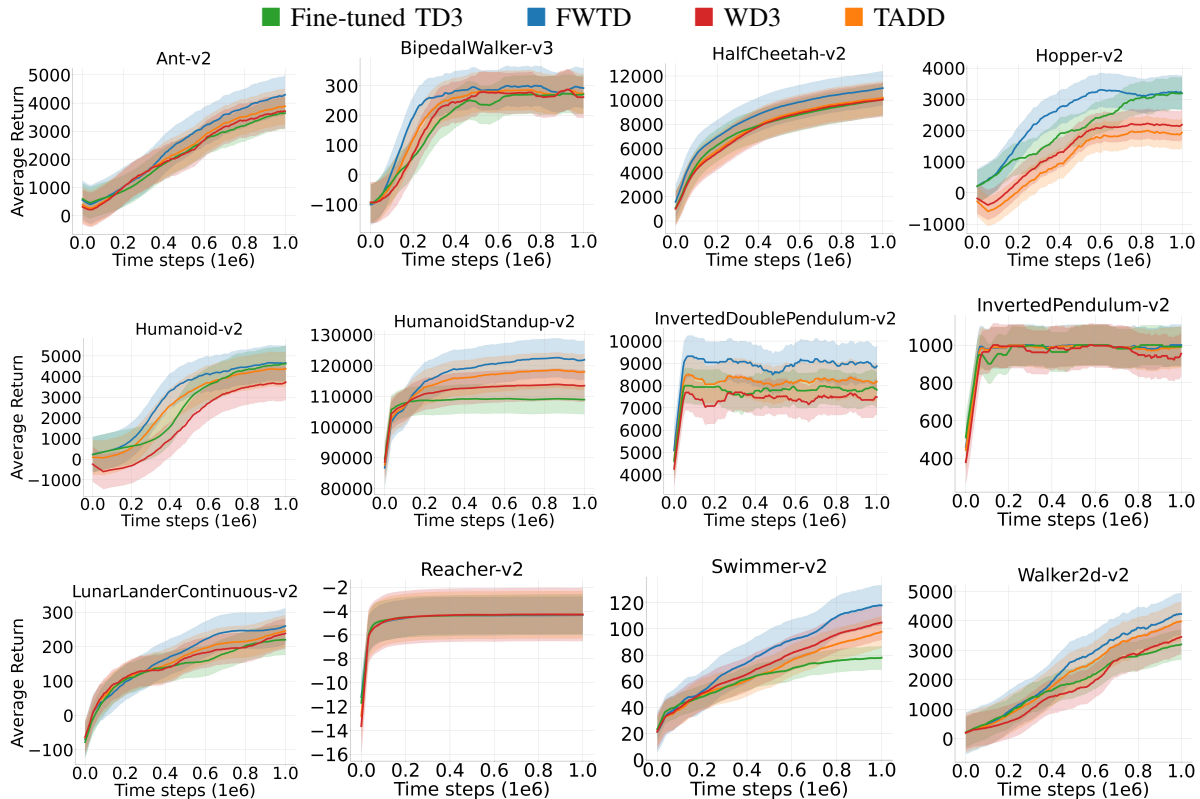 Fine-tuned TD3 FWTD WD3 TADD
Ant-v2
5000
4000
3000
2000
1000
0
Average Return
0.0 0.2 0.4 0.6 0.8 1.0
Time steps (1e6)
BipedalWalker-v3
300
200
100
0
−100
0.0 0.2 0.4 0.6 0.8 1.0
Time steps (1e6)
HalfCheetah-v2
12000
10000
8000
6000
4000
2000
0
0.0 0.2 0.4 0.6 0.8 1.0
Time steps (1e6)
Hopper-v2
4000
3000
2000
1000
0
−1000
0.0 0.2 0.4 0.6 0.8 1.0
Time steps (1e6)
Humanoid-v2
5000
4000
3000
2000
1000
0
−1000
Average Return
0.0 0.2 0.4 0.6 0.8 1.0
Time steps (1e6)
HumanoidStandup-v2
130000
120000
110000
100000
90000
80000
0.0 0.2 0.4 0.6 0.8 1.0
Time steps (1e6)
InvertedDoublePendulum-v2
10000
9000
8000
7000
6000
5000
4000
0.0 0.2 0.4 0.6 0.8 1.0
Time steps (1e6)
InvertedPendulum-v2
1000
800
600
400
0.0 0.2 0.4 0.6 0.8 1.0
Time steps (1e6)
LunarLanderContinuous-v2
300
200
100
0
−100
Average Return
0.0 0.2 0.4 0.6 0.8 1.0
Time steps (1e6)
Reacher-v2
−2
−4
−6
−8
−10
−12
−14
−16
0.0 0.2 0.4 0.6 0.8 1.0
Time steps (1e6)
Swimmer-v2
120
100
80
60
40
20
0
0.0 0.2 0.4 0.6 0.8 1.0
Time steps (1e6)
Walker2d-v2
5000
4000
3000
2000
1000
0
0.0 0.2 0.4 0.6 0.8 1.0
Time steps (1e6)